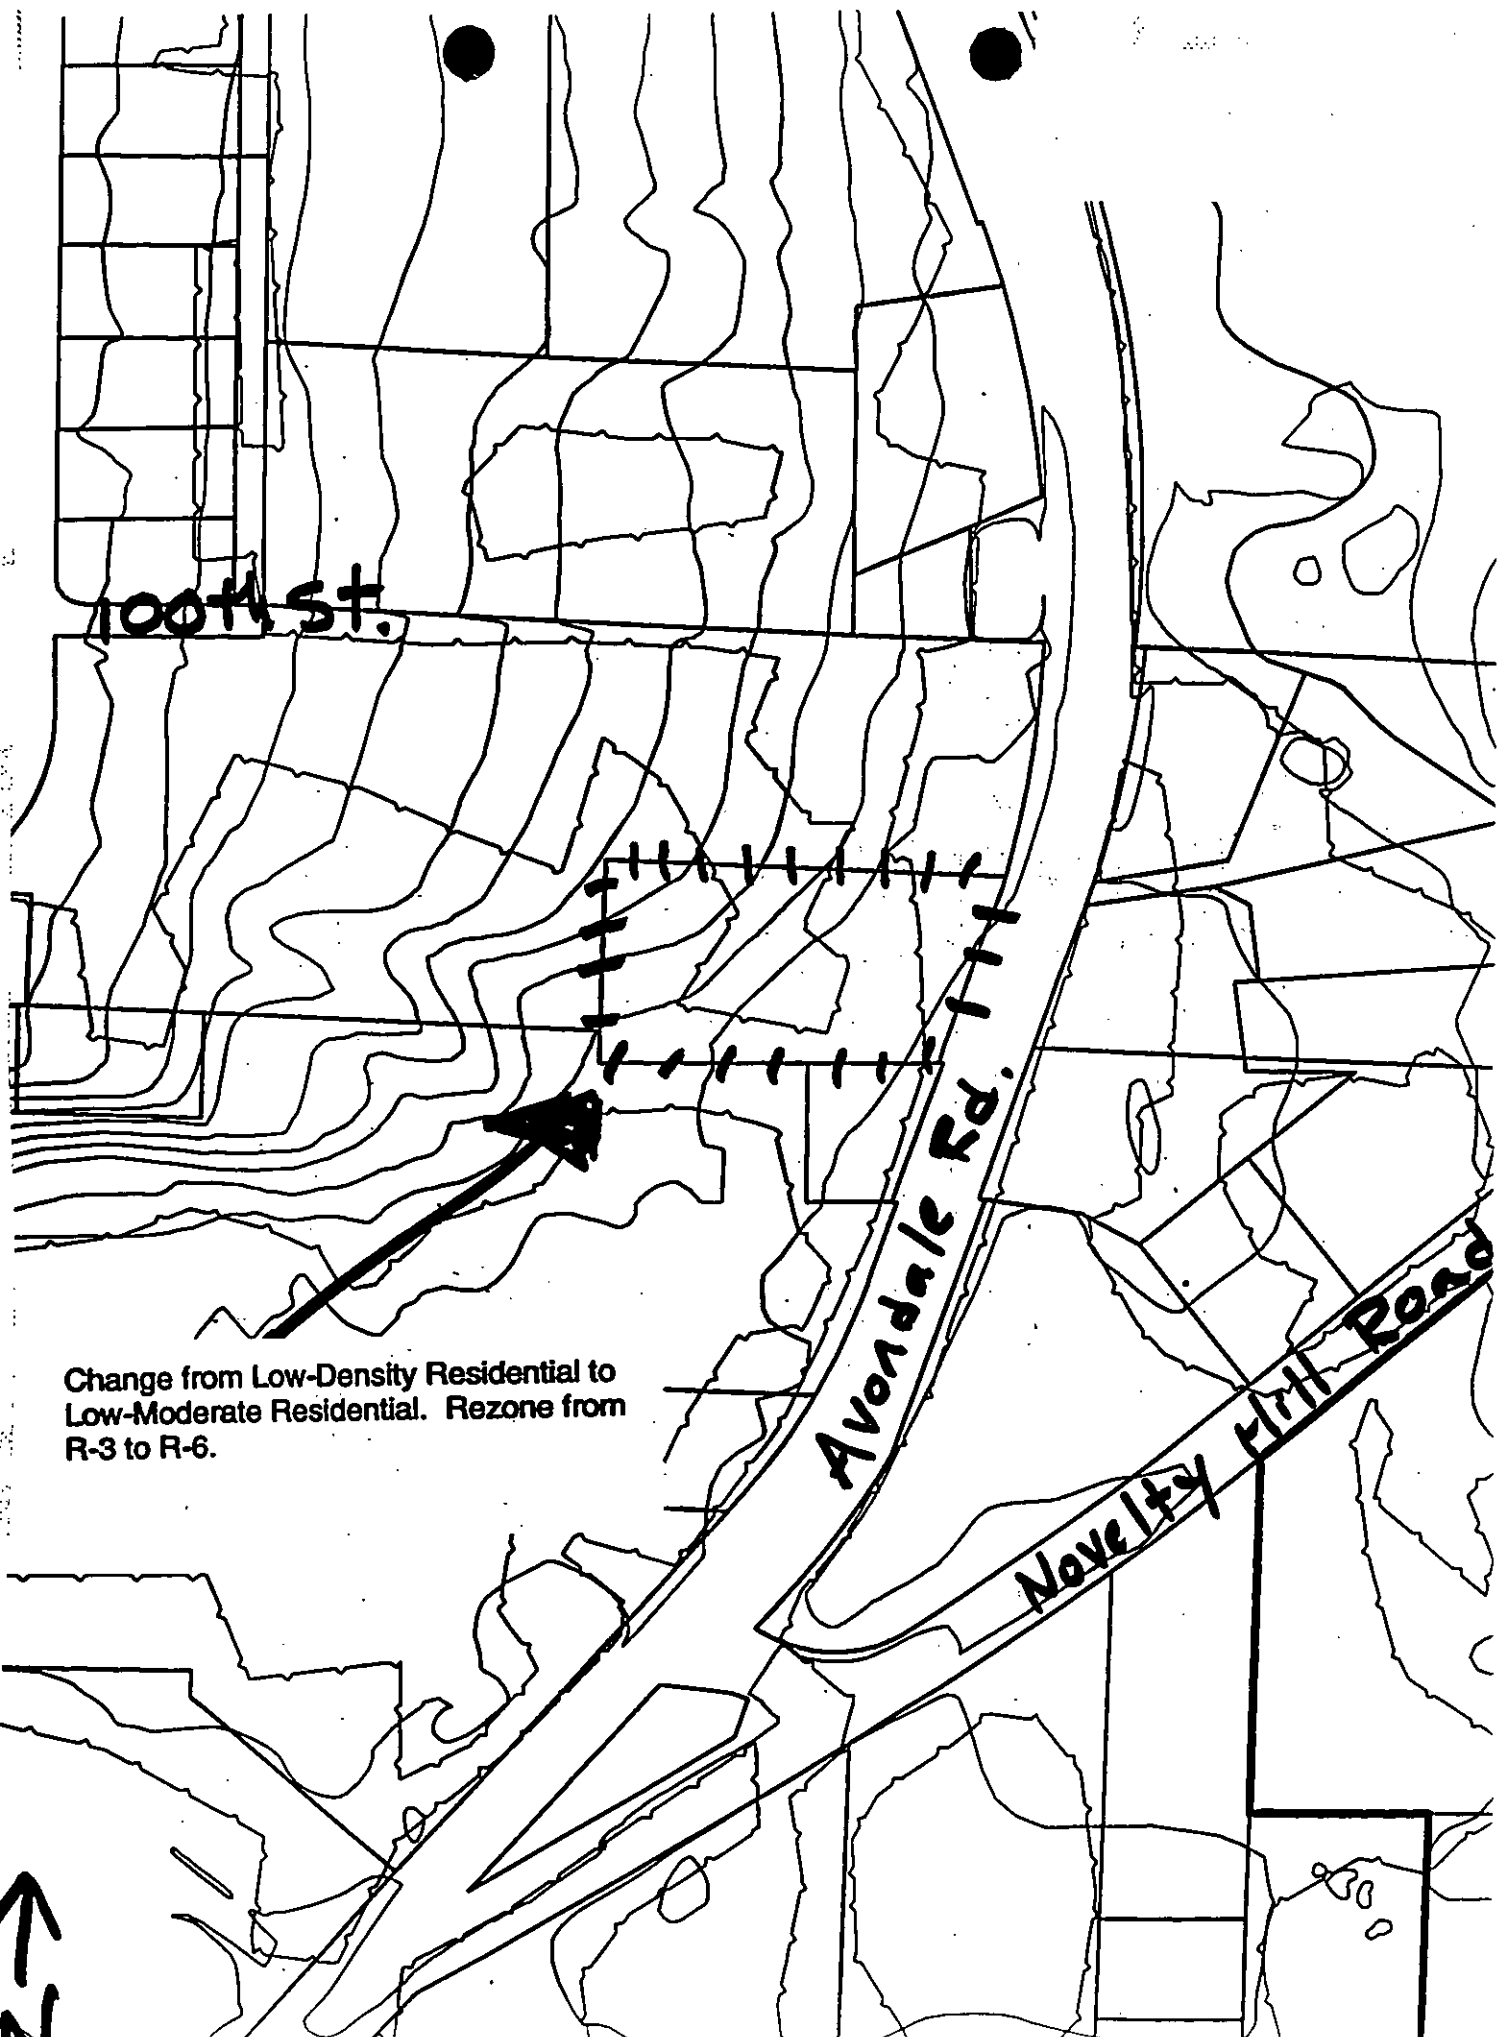 100th St.
Avondale Rd.
Change from Low-Density Residential to
Low-Moderate Residential. Rezone from
R-3 to R-6.
Novelty Hill Road
N